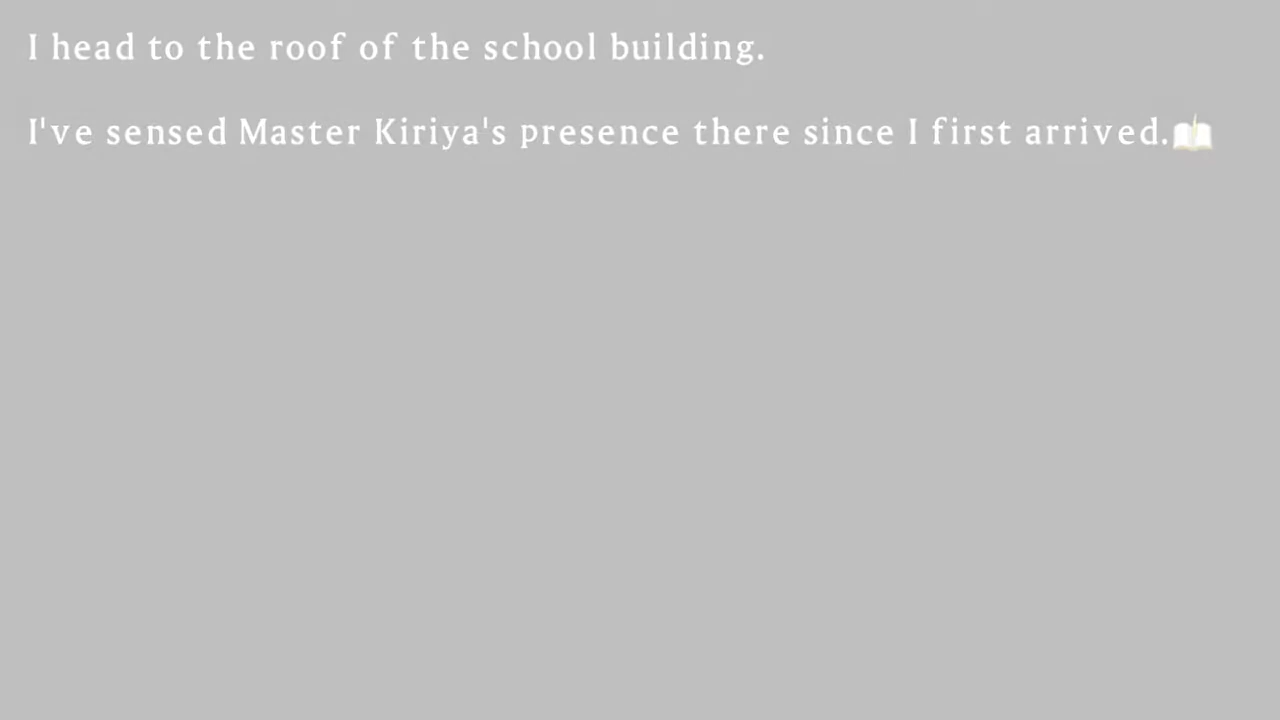 I head to the roof of the school building.
I've sensed Master Kiriya's presence there since I first arrived.